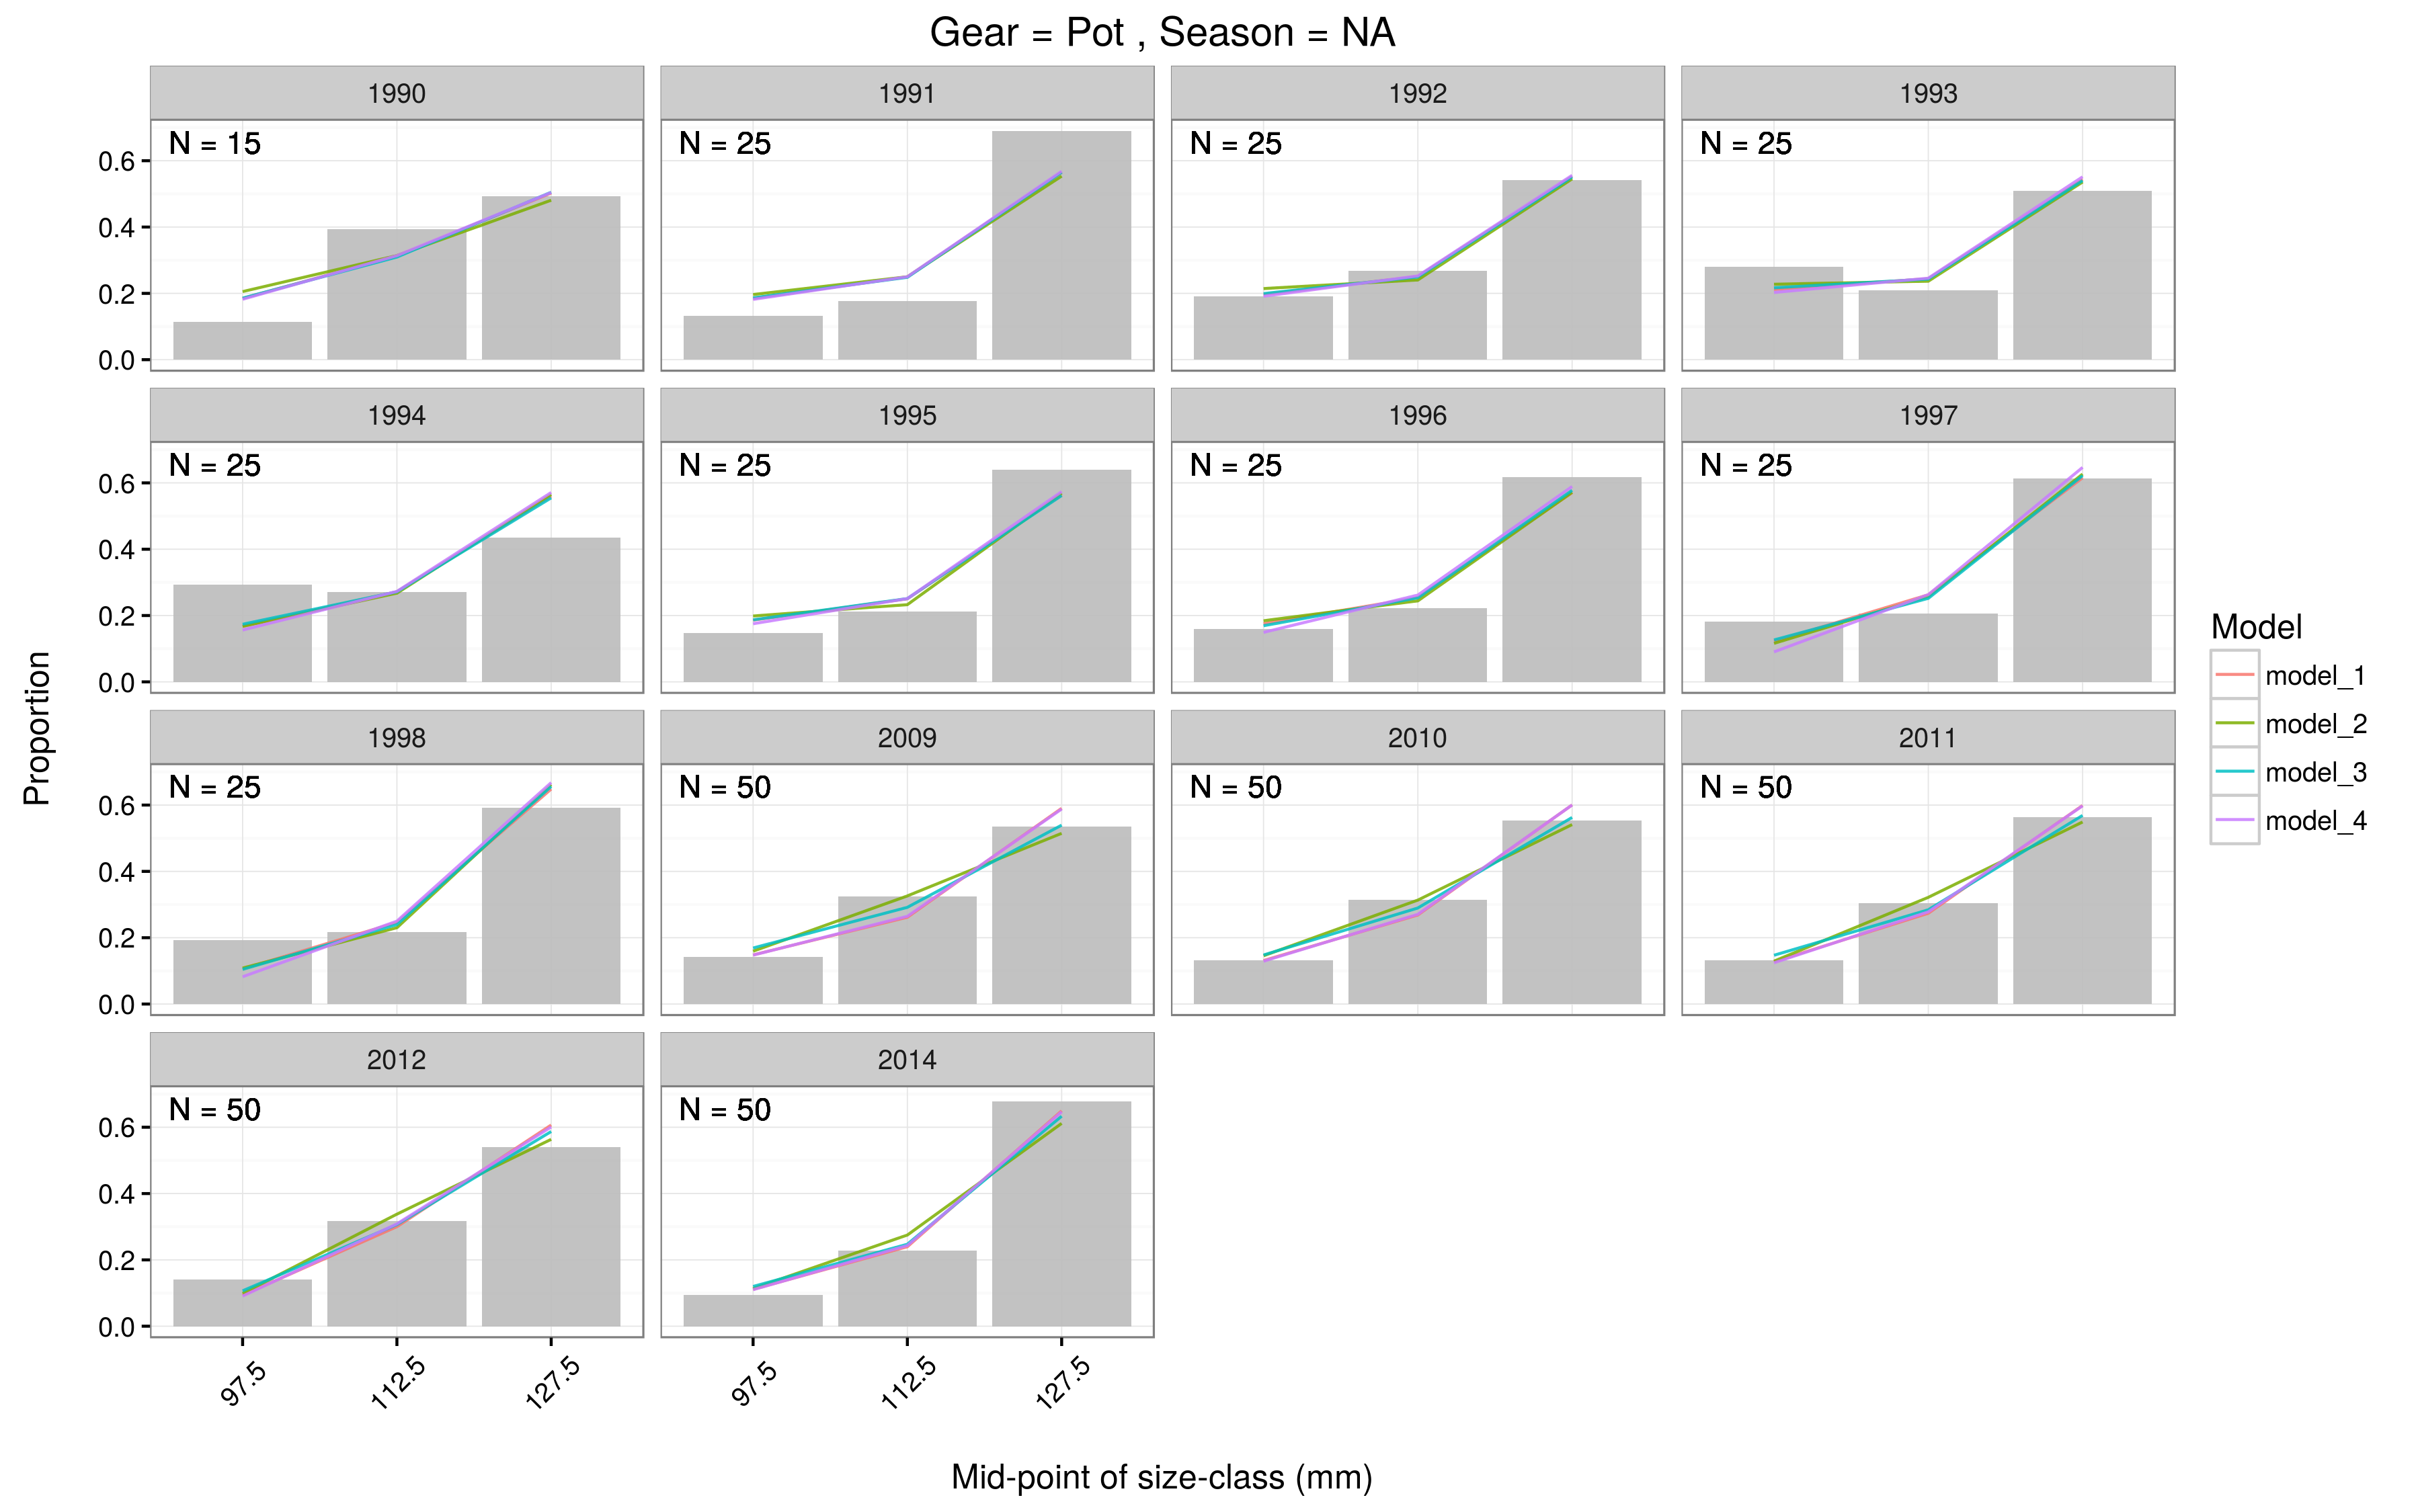 Gear = Pot , Season = NA
1990
1991
1992
1993
N = 15
N = 25
N = 25
N = 25
0.6
0.4
0.2
0.0
1994
1995
1996
1997
N = 25
N = 25
N = 25
N = 25
0.6
0.4
0.2
0.0
1998
2009
2010
2011
N = 25
N = 50
N = 50
N = 50
0.6
0.4
0.2
0.0
2012
2014
N = 50
N = 50
0.6
0.4
0.2
0.0
97.5
112.5
127.5
97.5
112.5
127.5
Proportion
Mid-point of size-class (mm)
Model
model_1
model_2
model_3
model_4